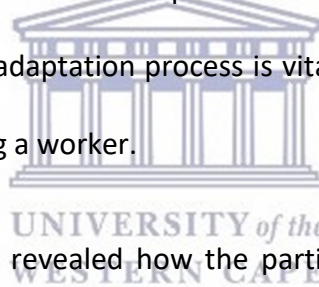 adaptation process is vita
g a worker.
UNIVERSITY of the
revealed how the parti
WESTERN CAPE